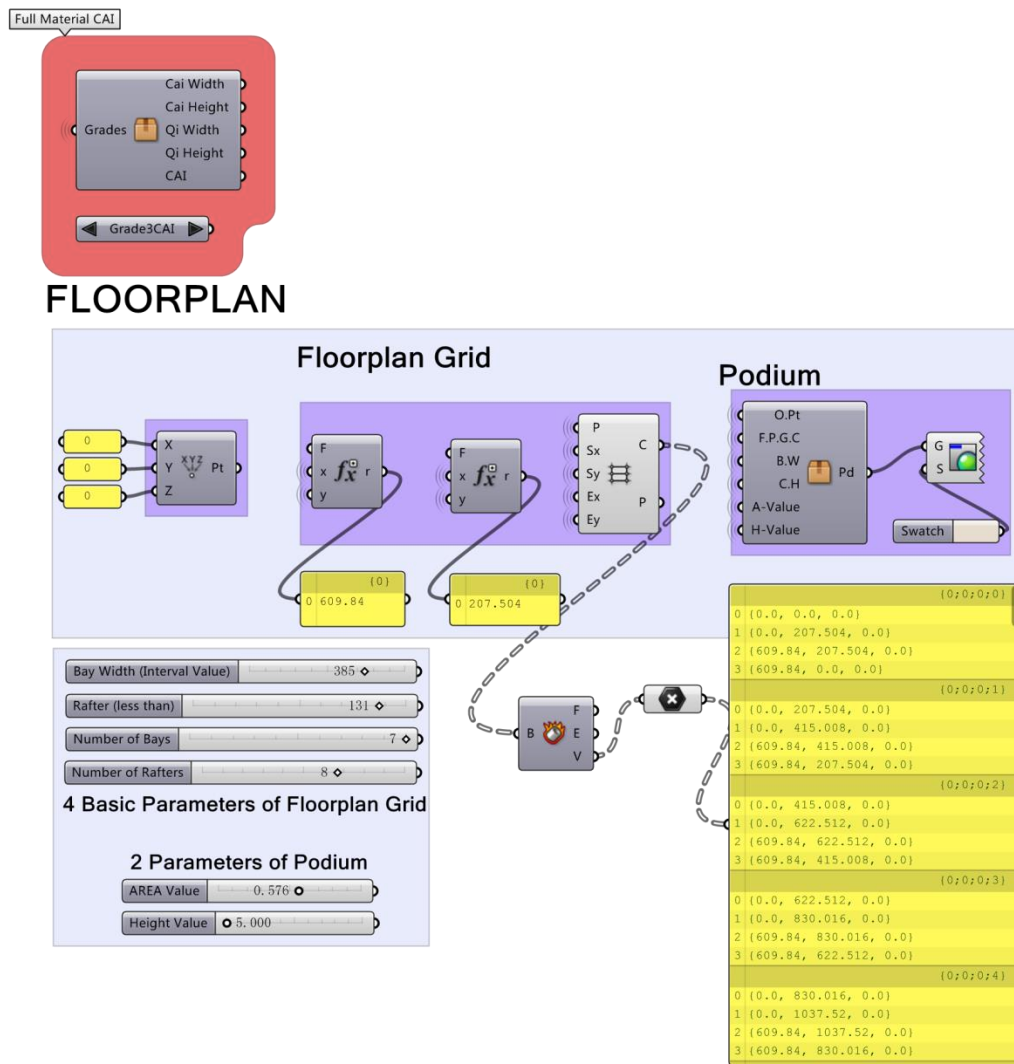 Full Material CAI
Cai Width
Cai Height
Grades
Qi Width
Qi Height
CAI
Grade3CAI
FLOORPLAN
Floorplan Grid
Podium
0
0
0
X
Y
Z
XYZ
Pt
F
x
y
fx
r
F
x
y
fx
r
P
Sx
Sy
Ex
Ey
C
P
O.Pt
F.P.G.C
B.W
C.H
A-Value
H-Value
Pd
G
S
Swatch
{0}
0 609.84
{0}
0 207.504
Bay Width (Interval Value) 385
Rafter (less than) 131
Number of Bays 7
Number of Rafters 8
4 Basic Parameters of Floorplan Grid
2 Parameters of Podium
AREA Value 0.576
Height Value 5.000
B
F
E
V
{0;0;0;0}
0 {0.0, 0.0, 0.0}
1 {0.0, 207.504, 0.0}
2 {609.84, 207.504, 0.0}
3 {609.84, 0.0, 0.0}
{0;0;0;1}
0 {0.0, 207.504, 0.0}
1 {0.0, 415.008, 0.0}
2 {609.84, 415.008, 0.0}
3 {609.84, 207.504, 0.0}
{0;0;0;2}
0 {0.0, 415.008, 0.0}
1 {0.0, 622.512, 0.0}
2 {609.84, 622.512, 0.0}
3 {609.84, 415.008, 0.0}
{0;0;0;3}
0 {0.0, 622.512, 0.0}
1 {0.0, 830.016, 0.0}
2 {609.84, 830.016, 0.0}
3 {609.84, 622.512, 0.0}
{0;0;0;4}
0 {0.0, 830.016, 0.0}
1 {0.0, 1037.52, 0.0}
2 {609.84, 1037.52, 0.0}
3 {609.84, 830.016, 0.0}